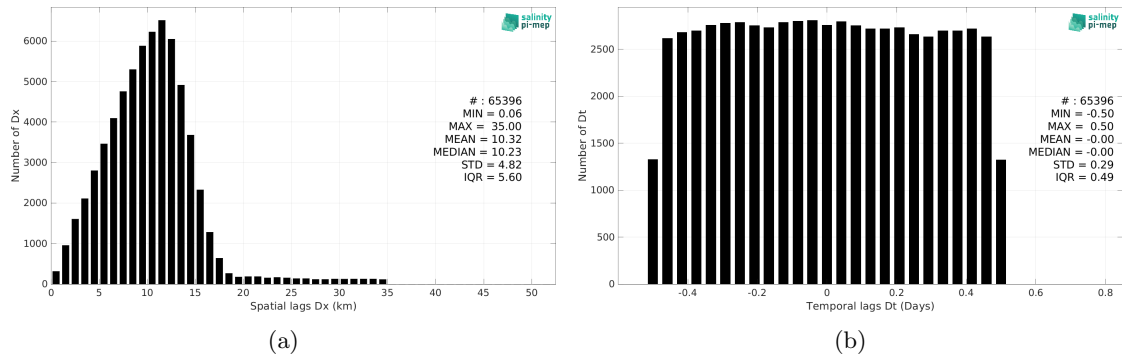 6000
5000
4000
3000
2000
1000
0
Number of Dx
salinity
pi-mep
# : 65396
MIN = 0.06
MAX = 35.00
MEAN = 10.32
MEDIAN = 10.23
STD = 4.82
IQR = 5.60
0 5 10 15 20 25 30 35 40 45 50
Spatial lags Dx (km)
(a)
2500
2000
1500
1000
500
0
Number of Dt
salinity
pi-mep
# : 65396
MIN = -0.50
MAX = 0.50
MEAN = -0.00
MEDIAN = -0.00
STD = 0.29
IQR = 0.49
-0.4 -0.2 0 0.2 0.4 0.6 0.8
Temporal lags Dt (Days)
(b)